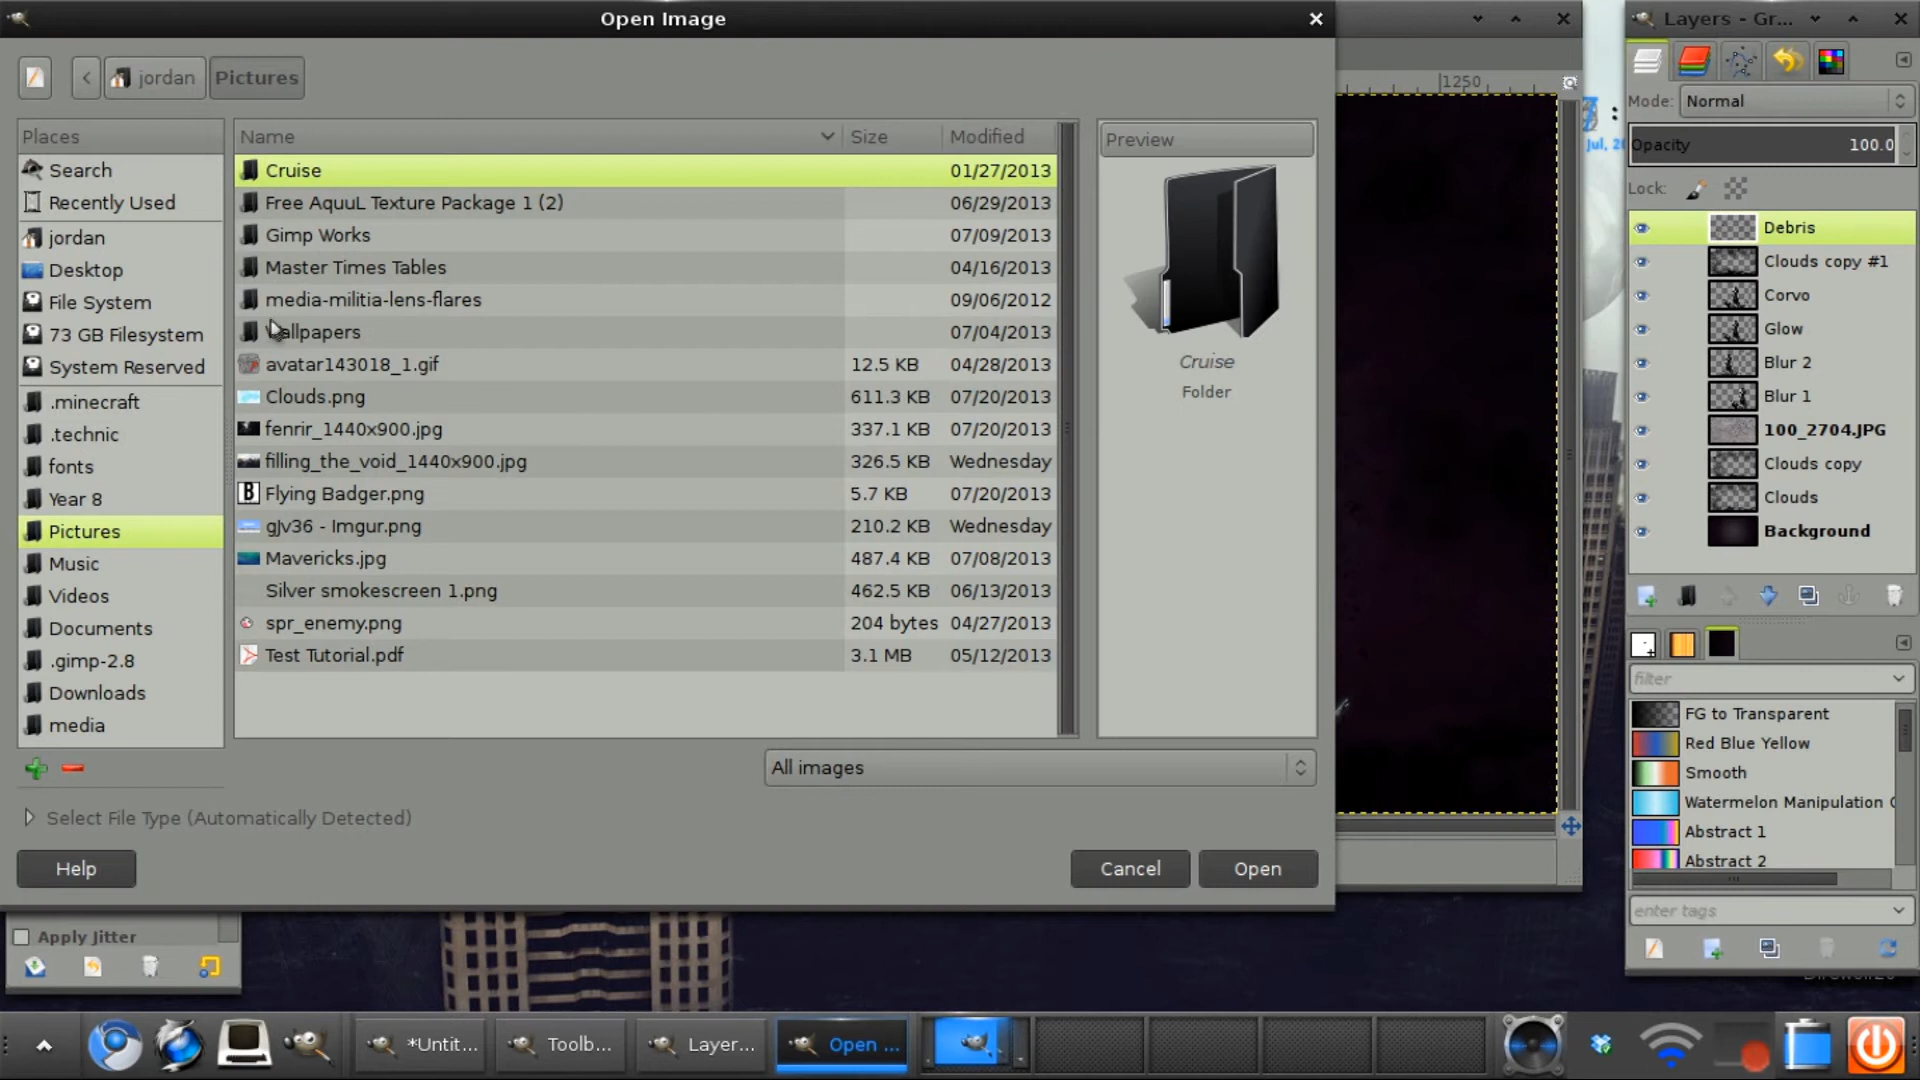 Open Image
Layers - Gr...
jordan
Pictures
1250
Mode: Normal
Jul, 2
Opacity 100.0
Lock:
Places
Search
Recently Used
jordan
Desktop
File System
73 GB Filesystem
System Reserved
.minecraft
.technic
fonts
Year 8
Pictures
Music
Videos
Documents
.gimp-2.8
Downloads
media
Name Size Modified
Cruise 01/27/2013
Free AquuL Texture Package 1 (2) 06/29/2013
Gimp Works 07/09/2013
Master Times Tables 04/16/2013
media-militia-lens-flares 09/06/2012
Wallpapers 07/04/2013
avatar143018_1.gif 12.5 KB 04/28/2013
Clouds.png 611.3 KB 07/20/2013
fenrir_1440x900.jpg 337.1 KB 07/20/2013
filling_the_void_1440x900.jpg 326.5 KB Wednesday
B Flying Badger.png 5.7 KB 07/20/2013
gJv36 - Imgur.png 210.2 KB Wednesday
Mavericks.jpg 487.4 KB 07/08/2013
Silver smokescreen 1.png 462.5 KB 06/13/2013
spr_enemy.png 204 bytes 04/27/2013
Test Tutorial.pdf 3.1 MB 05/12/2013
Preview
Cruise
Folder
Debris
Clouds copy #1
Corvo
Glow
Blur 2
Blur 1
100_2704.JPG
Clouds copy
Clouds
Background
filter
FG to Transparent
Red Blue Yellow
Smooth
Watermelon Manipulation
Abstract 1
Abstract 2
enter tags
All images
Select File Type (Automatically Detected)
Help
Cancel
Open
Apply Jitter
*Untit...
Toolb...
Layer...
Open ...